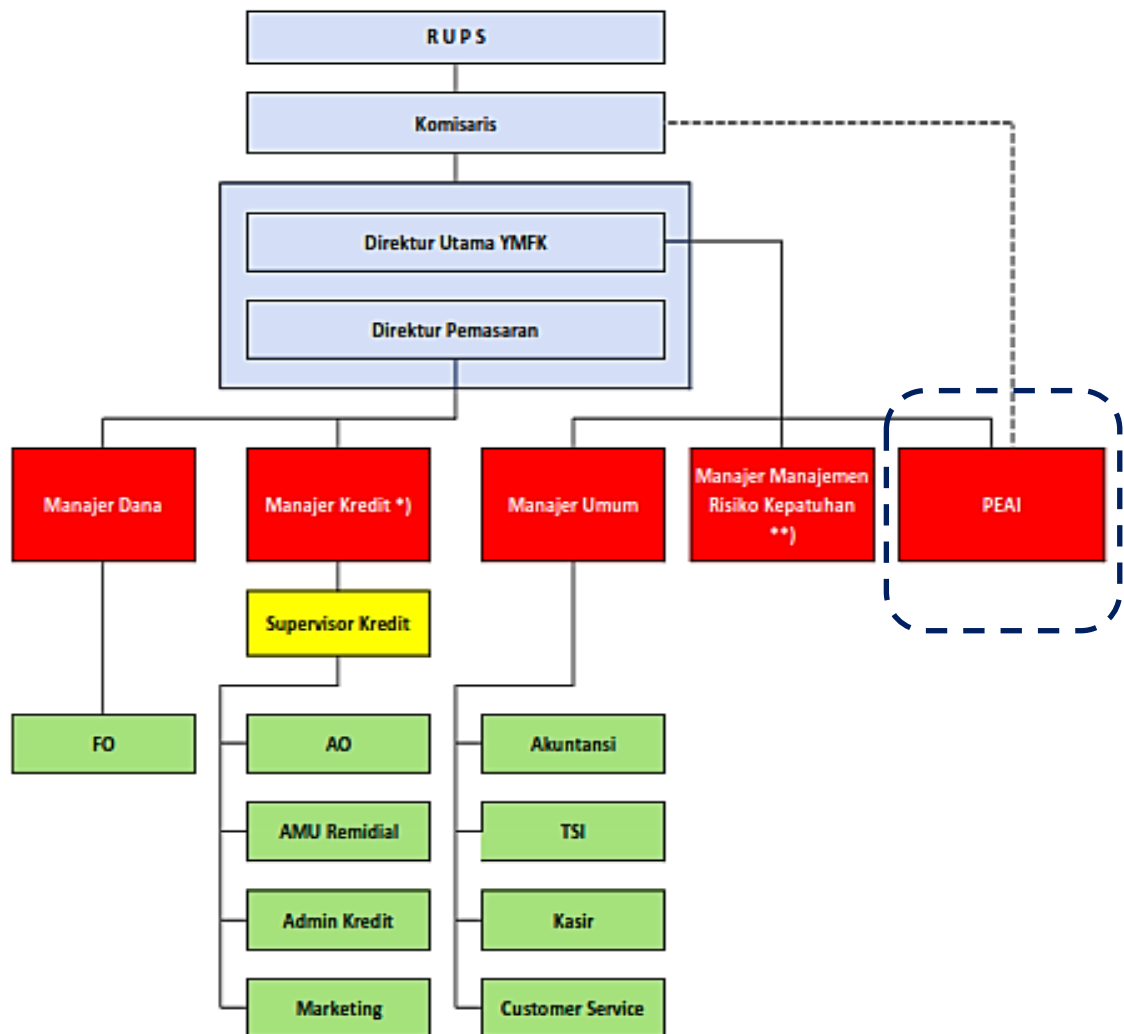 R U P S
Komisaris
Direktur Utama YMFK
Direktur Pemasaran
Manajer Dana
Manajer Kredit *)
Manajer Umum
Manajer Manajemen
Risiko Kepatuhan
**)
PEAI
Supervisor Kredit
FO
AO
Akuntansi
AMU Remidial
TSI
Admin Kredit
Kasir
Marketing
Customer Service